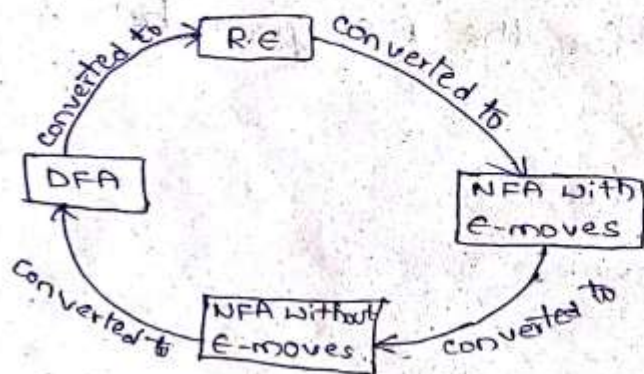 R.E
converted to
converted to
DFA
NFA with
ϵ-moves.
converted to
NFA without
ϵ-moves.
converted to